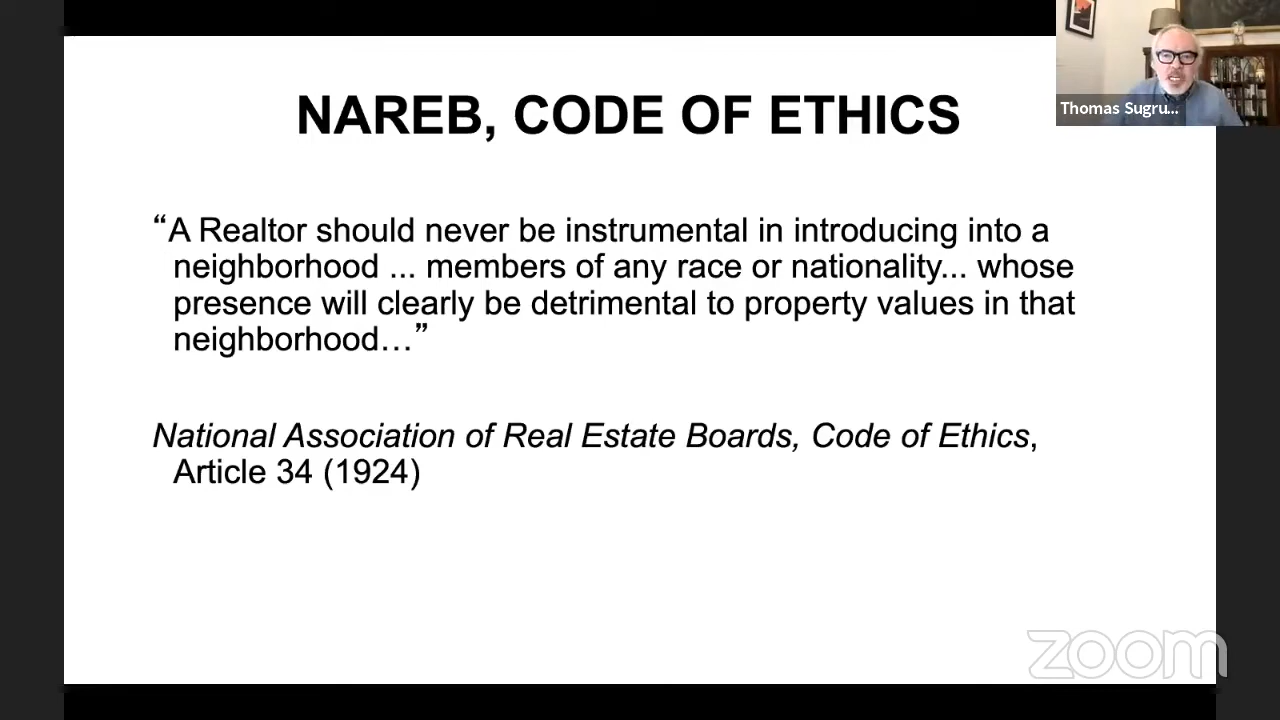 NAREB, CODE OF ETHICS
Thomas Sugru...
“A Realtor should never be instrumental in introducing into a
neighborhood ... members of any race or nationality... whose
presence will clearly be detrimental to property values in that
neighborhood…”
National Association of Real Estate Boards, Code of Ethics,
Article 34 (1924)
zoom